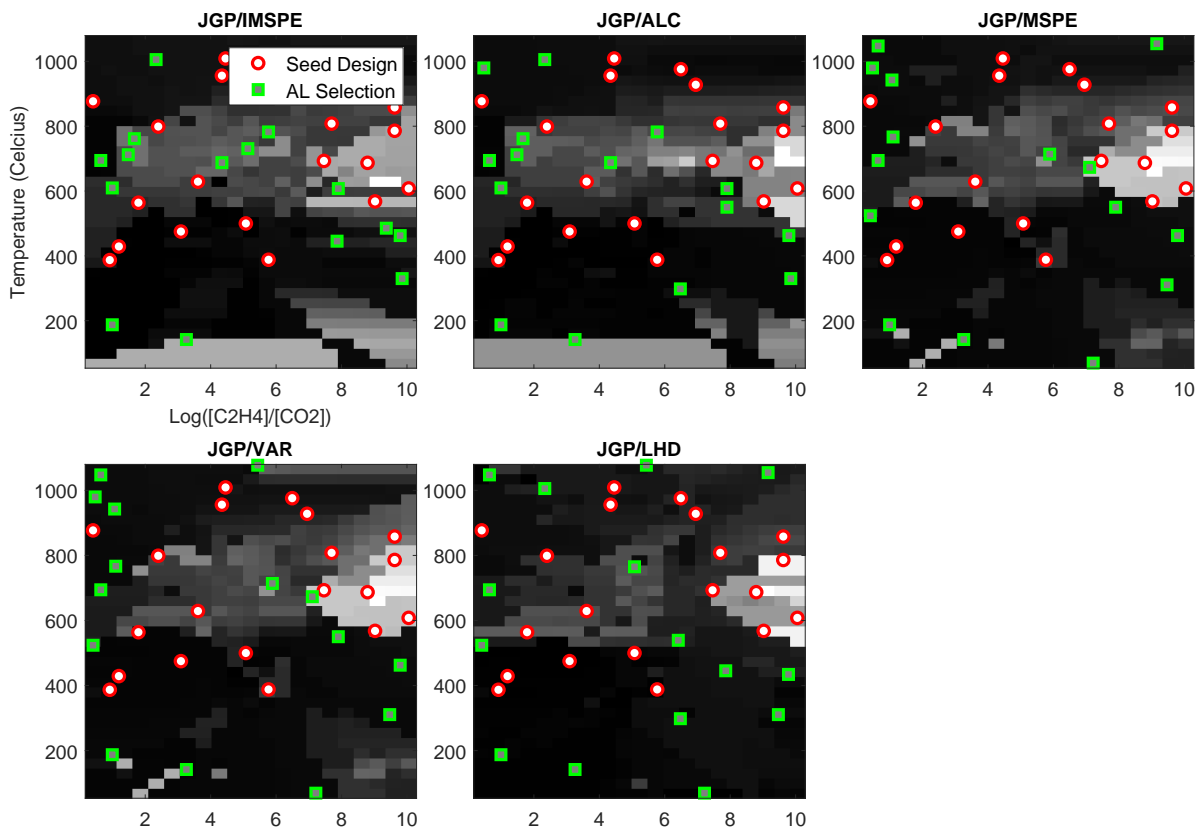 JGP/IMSPE
JGP/ALC
JGP/MSPE
1000
800
600
400
200
Temperature (Celcius)
Seed Design
AL Selection
2 4 6 8 10
Log([C2H4]/[CO2])
1000
800
600
400
200
2 4 6 8 10
1000
800
600
400
200
2 4 6 8 10
JGP/VAR
JGP/LHD
1000
800
600
400
200
2 4 6 8 10
1000
800
600
400
200
2 4 6 8 10